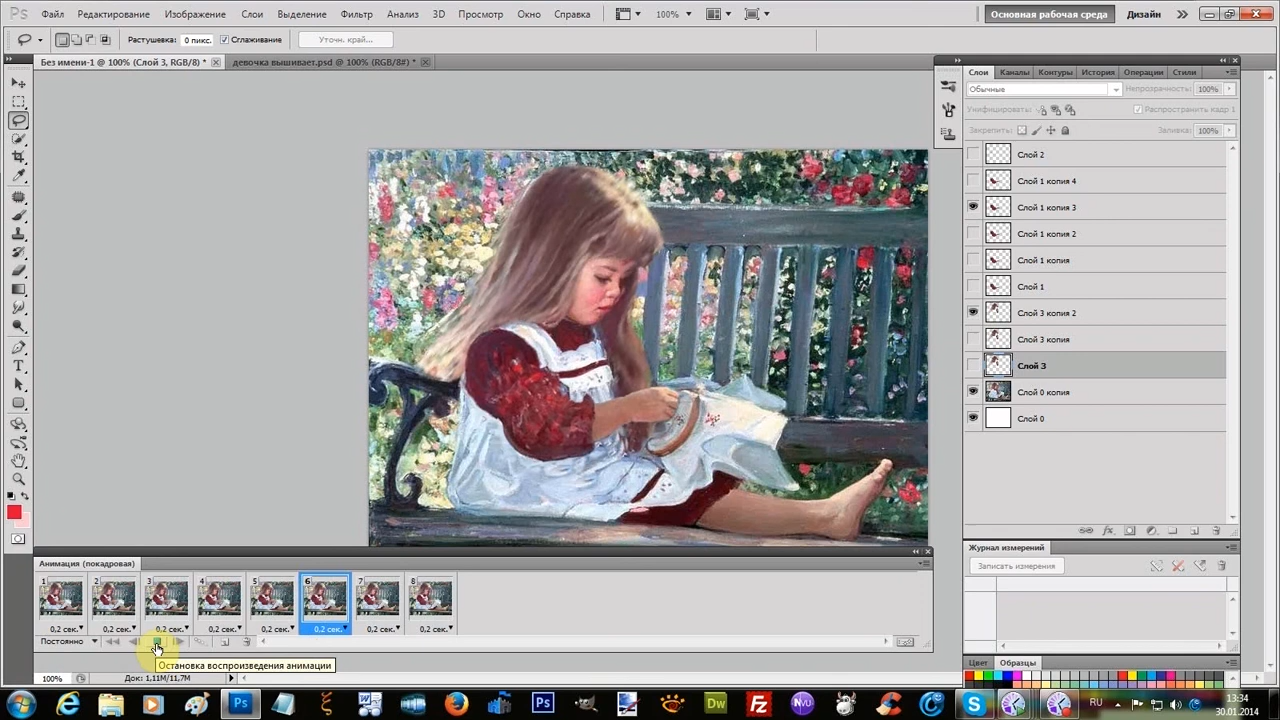 Ps Файл Редактирование Изображение Слои Выделение Фильтр Анализ 3D Просмотр Окно Справка 100% Основная рабочая среда Дизайн
Растушевка: 0 пикс. Сглаживание Уточн. край...
Без имени-1 @ 100% (Слой 3, RGB/8) * девочка вышивает.psd @ 100% (RGB/8#) *
Слои Каналы Контуры История Операции Стили
Обычные Непрозрачность: 100%
Унифицировать: Распространить кадр 1
Закрепить: Заливка: 100%
Слой 2
Слой 1 копия 4
Слой 1 копия 3
Слой 1 копия 2
Слой 1 копия
Слой 1
Слой 3 копия 2
Слой 3 копия
Слой 3
Слой 0 копия
Слой 0
Журнал измерений
Записать измерения
Анимация (покадровая)
1 2 3 4 5 6 7 8
0,2 сек. 0,2 сек. 0,2 сек. 0,2 сек. 0,2 сек. 0,2 сек. 0,2 сек. 0,2 сек.
Постоянно
Остановка воспроизведения анимации
Цвет Образцы
100% Док: 1,11M/11,7M
Ps Dw Fz NVU RU 13:34
30.01.2014